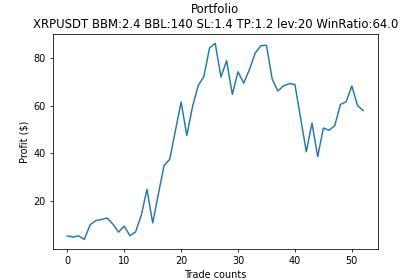 Portfolio
XRPUSDT BBM:2.4 BBL:140 SL:1.4 TP:1.2 lev:20 WinRatio:64.0
80
60
40
20
Profit ($)
0 10 20 30 40 50
Trade counts